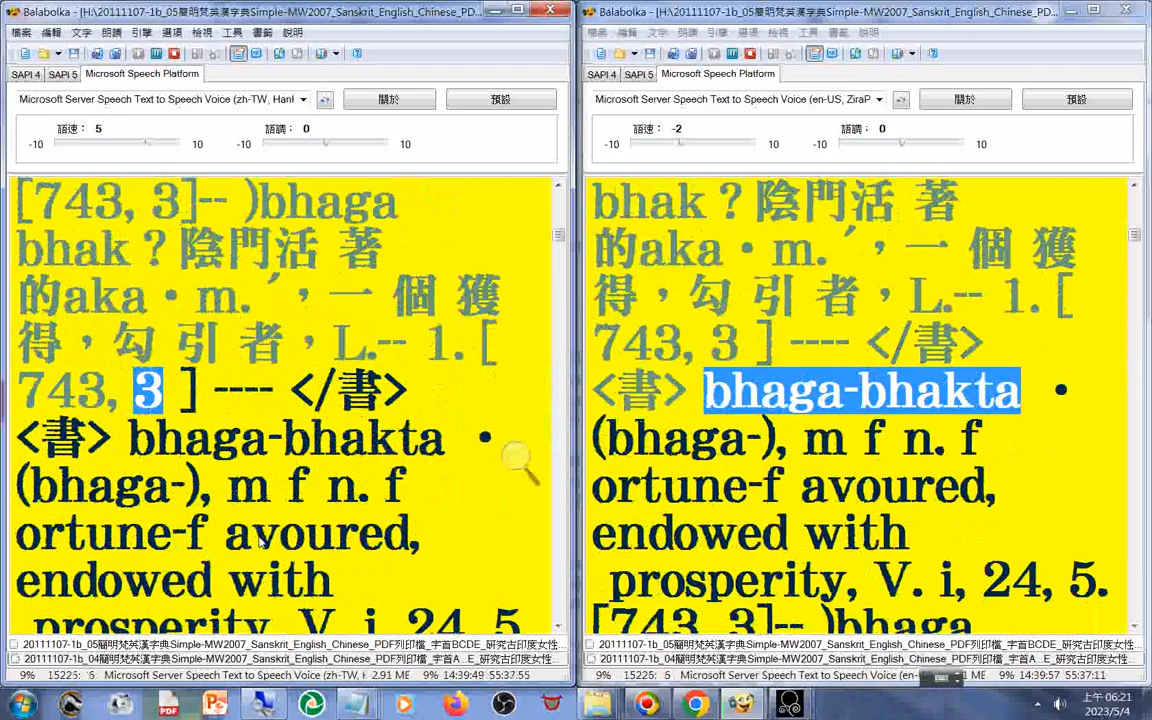 Balabolka - [H:\20111107-1b_05簡明梵英漢字典Simple-MW2007_Sanskrit_English_Chinese_PD...
檔案 編輯 文字 朗讀 引擎 選項 檢視 工具 書籤 說明
SAPI 4 SAPI 5 Microsoft Speech Platform
Microsoft Server Speech Text to Speech Voice (zh-TW, Hanl 關於 預設
語速： 5 語調： 0
-10 10 -10 10
[743, 3]-- )bhaga
bhak？陰門活 著
的aka·m.ˊ，一 個 獲
得，勾 引 者，L.-- 1.[
743, 3 ] ---- </書>
<書> bhaga-bhakta •
(bhaga-), m f n. f
ortune-f avoured,
endowed with
prosperity, V. i, 24, 5.
20111107-1b_05簡明梵英漢字典Simple-MW2007_Sanskrit_English_Chinese_PDF列印檔_字首BCDE_研究古印度女性...
20111107-1b_04簡明梵英漢字典Simple-MW2007_Sanskrit_English_Chinese_PDF列印檔_字首A...E_研究古印度女性...
9% 15225: '5 Microsoft Server Speech Text to Speech Voice (zh-TW, 2.91 ME 9% 14:39:49 55:37.55
Balabolka - [H:\20111107-1b_05簡明梵英漢字典Simple-MW2007_Sanskrit_English_Chinese_PD...
檔案 編輯 文字 朗讀 引擎 選項 檢視 工具 書籤 說明
SAPI 4 SAPI 5 Microsoft Speech Platform
Microsoft Server Speech Text to Speech Voice (en-US, ZiraP 關於 預設
語速： -2 語調： 0
-10 10 -10 10
bhak？陰門活 著
的aka·m.ˊ，一 個 獲
得，勾 引 者，L.-- 1.[
743, 3 ] ---- </書>
<書> bhaga-bhakta •
(bhaga-), m f n. f
ortune-f avoured,
endowed with
prosperity, V. i, 24, 5.
[743, 3]-- )bhaga
20111107-1b_05簡明梵英漢字典Simple-MW2007_Sanskrit_English_Chinese_PDF列印檔_字首BCDE_研究古印度女性...
20111107-1b_04簡明梵英漢字典Simple-MW2007_Sanskrit_English_Chinese_PDF列印檔_字首A...E_研究古印度女性...
9% 15225: '5 Microsoft Server Speech Text to Speech Voice ME 9% 14:39:57 55:37.11
PDF
上午 06:21
2023/5/4